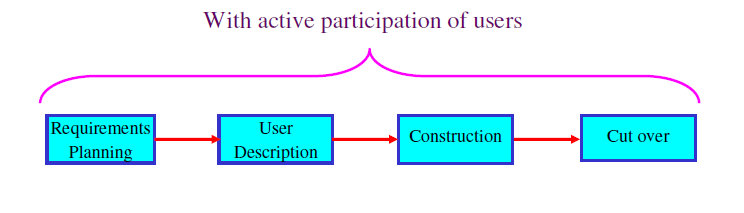 With active participation of users
Requirements
Planning
User
Description
Construction
Cut over